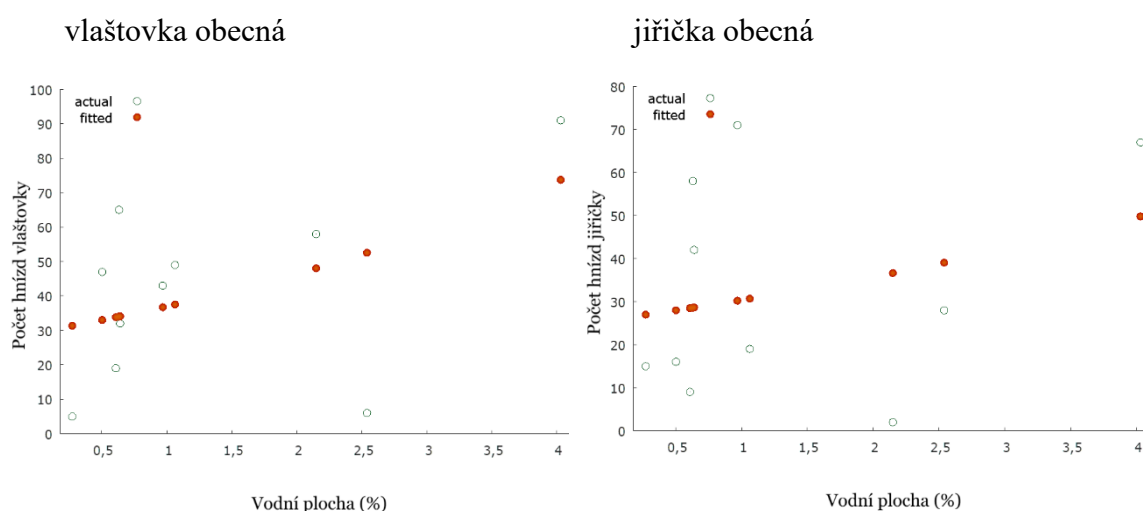 vlaštovka obecná
100
90
80
70
60
50
40
30
20
10
0
actual
fitted
Počet hnízd vlaštovky
0,5 1 1,5 2 2,5 3 3,5 4
Vodní plocha (%)
jiřička obecná
80
70
60
50
40
30
20
10
0
actual
fitted
Počet hnízd jiřičky
0,5 1 1,5 2 2,5 3 3,5 4
Vodní plocha (%)